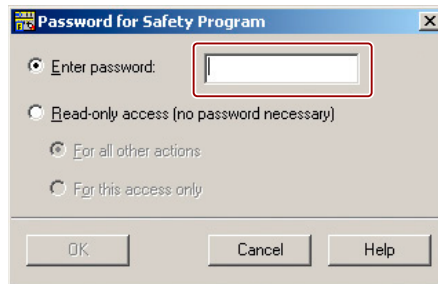 Password for Safety Program
Enter password:
Read-only access (no password necessary)
For all other actions
For this access only
OK Cancel Help